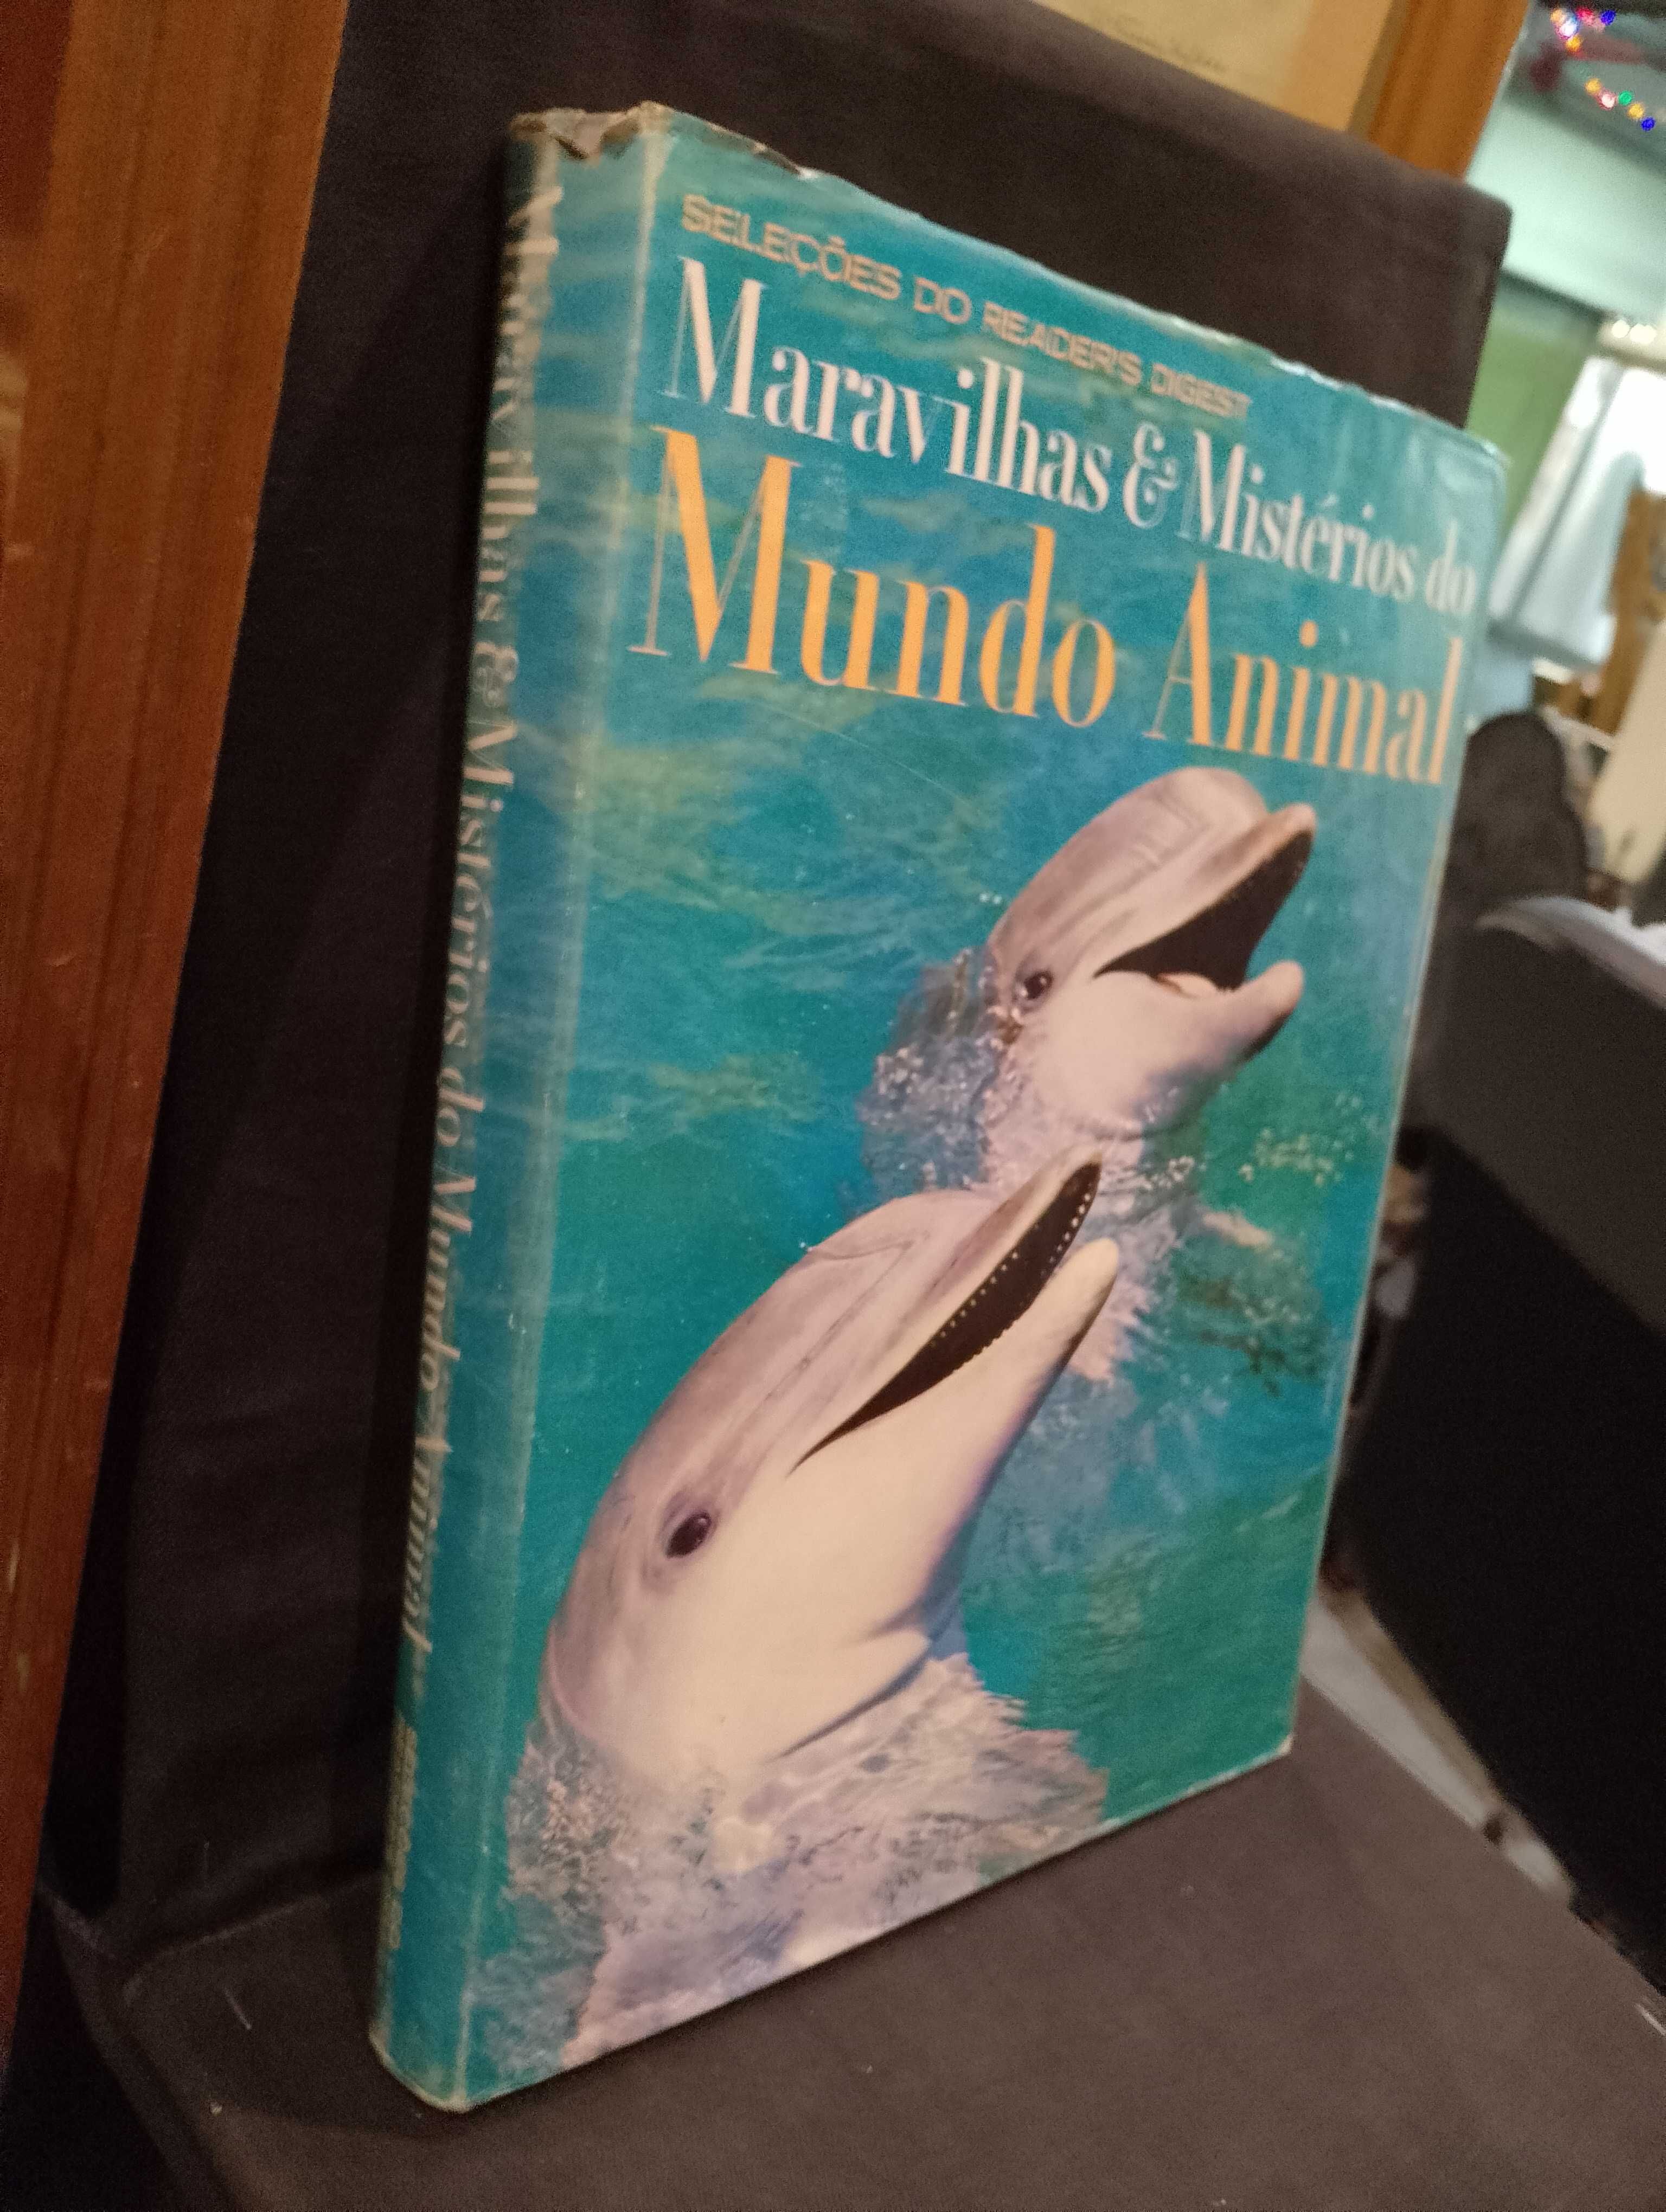 SELEÇÕES DO READER'S DIGEST
Maravilhas & Mistérios do
Mundo Animal
Maravilhas & Mistérios do Mundo Animal